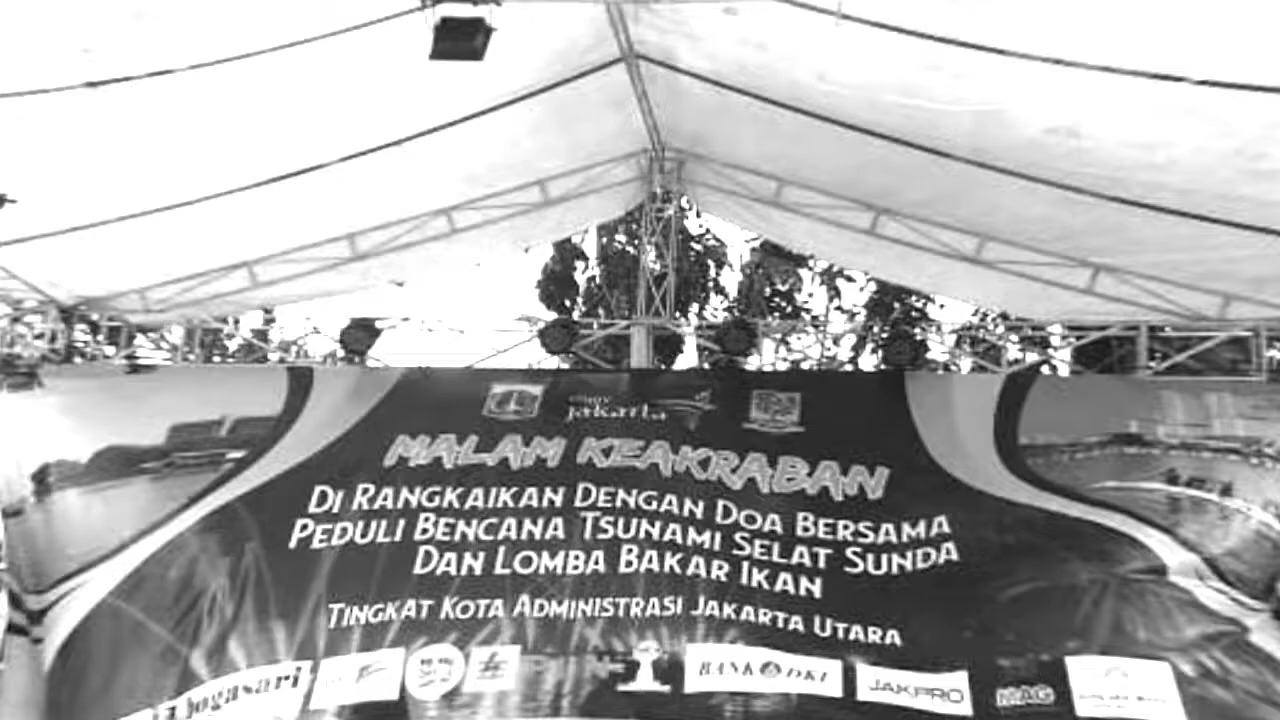 enjoy
jakarta
MALAM KEAKRABAN
DI RANGKAIKAN DENGAN DOA BERSAMA
PEDULI BENCANA TSUNAMI SELAT SUNDA
DAN LOMBA BAKAR IKAN
TINGKAT KOTA ADMINISTRASI JAKARTA UTARA
BANK DKI
JAKPRO
MAG